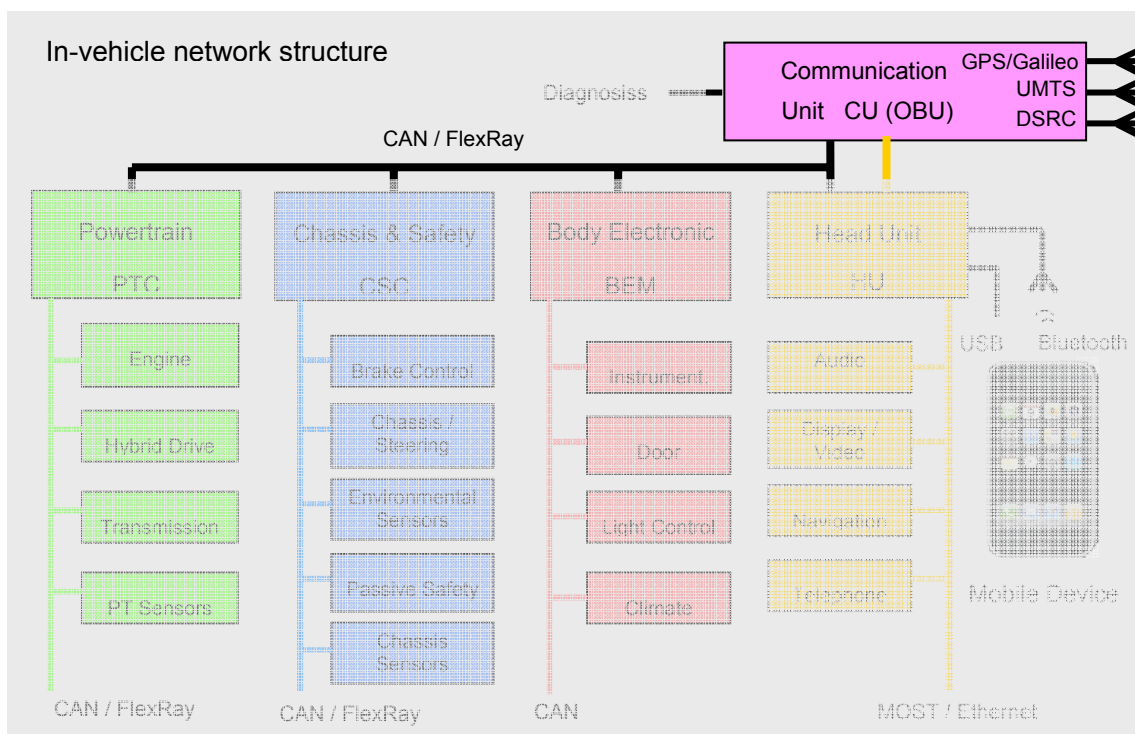 In-vehicle network structure
Communication
Unit CU (OBU)
GPS/Galileo
UMTS
DSRC
Diagnosiss
CAN / FlexRay
Powertrain
PTC
Chassis & Safety
CSC
Body Electronic
BEM
Head Unit
HU
Engine
Hybrid Drive
Transmission
PT Sensors
CAN / FlexRay
Brake Control
Chassis /
Steering
Environmental
Sensors
Passive Safety
Chassis
Sensors
CAN / FlexRay
Instrument.
Door
Light Control
Climate
CAN
Audio
Display /
Video
Navigation
Telephone
MOST / Ethernet
USB
Bluetooth
Mobile Device